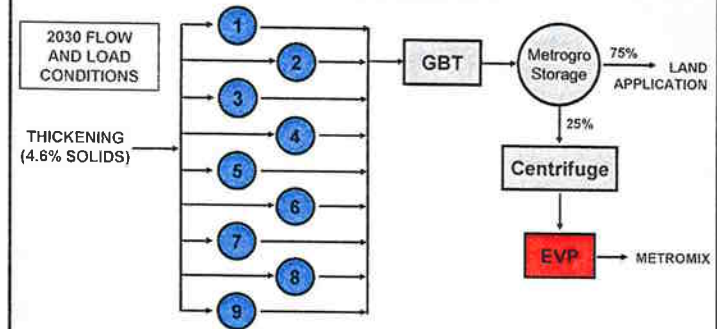 2030 FLOW
AND LOAD
CONDITIONS
THICKENING
(4.6% SOLIDS)
1
2
3
4
5
6
7
8
9
GBT
Metrogro
Storage
75%
LAND
APPLICATION
25%
Centrifuge
EVP
METROMIX